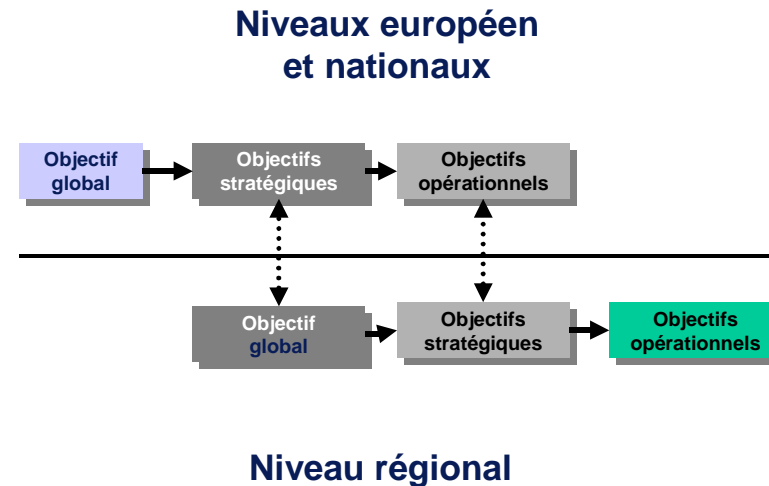 Niveaux européen
et nationaux
Objectif
global
Objectifs
stratégiques
Objectifs
opérationnels
Objectif
global
Objectifs
stratégiques
Objectifs
opérationnels
Niveau régional